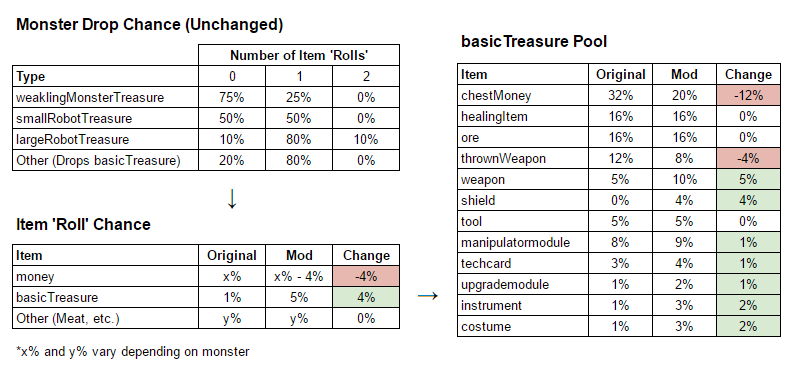 Monster Drop Chance (Unchanged)
Number of Item 'Rolls'
Type 0 1 2
weaklingMonsterTreasure 75% 25% 0%
smallRobotTreasure 50% 50% 0%
largeRobotTreasure 10% 80% 10%
Other (Drops basicTreasure) 20% 80% 0%
↓
Item 'Roll' Chance
Item Original Mod Change
money x% x% - 4% -4%
basicTreasure 1% 5% 4%
Other (Meat, etc.) y% y% 0%
*x% and y% vary depending on monster
→
basicTreasure Pool
Item Original Mod Change
chestMoney 32% 20% -12%
healingItem 16% 16% 0%
ore 16% 16% 0%
thrownWeapon 12% 8% -4%
weapon 5% 10% 5%
shield 0% 4% 4%
tool 5% 5% 0%
manipulatormodule 8% 9% 1%
techcard 3% 4% 1%
upgrademodule 1% 2% 1%
instrument 1% 3% 2%
costume 1% 3% 2%